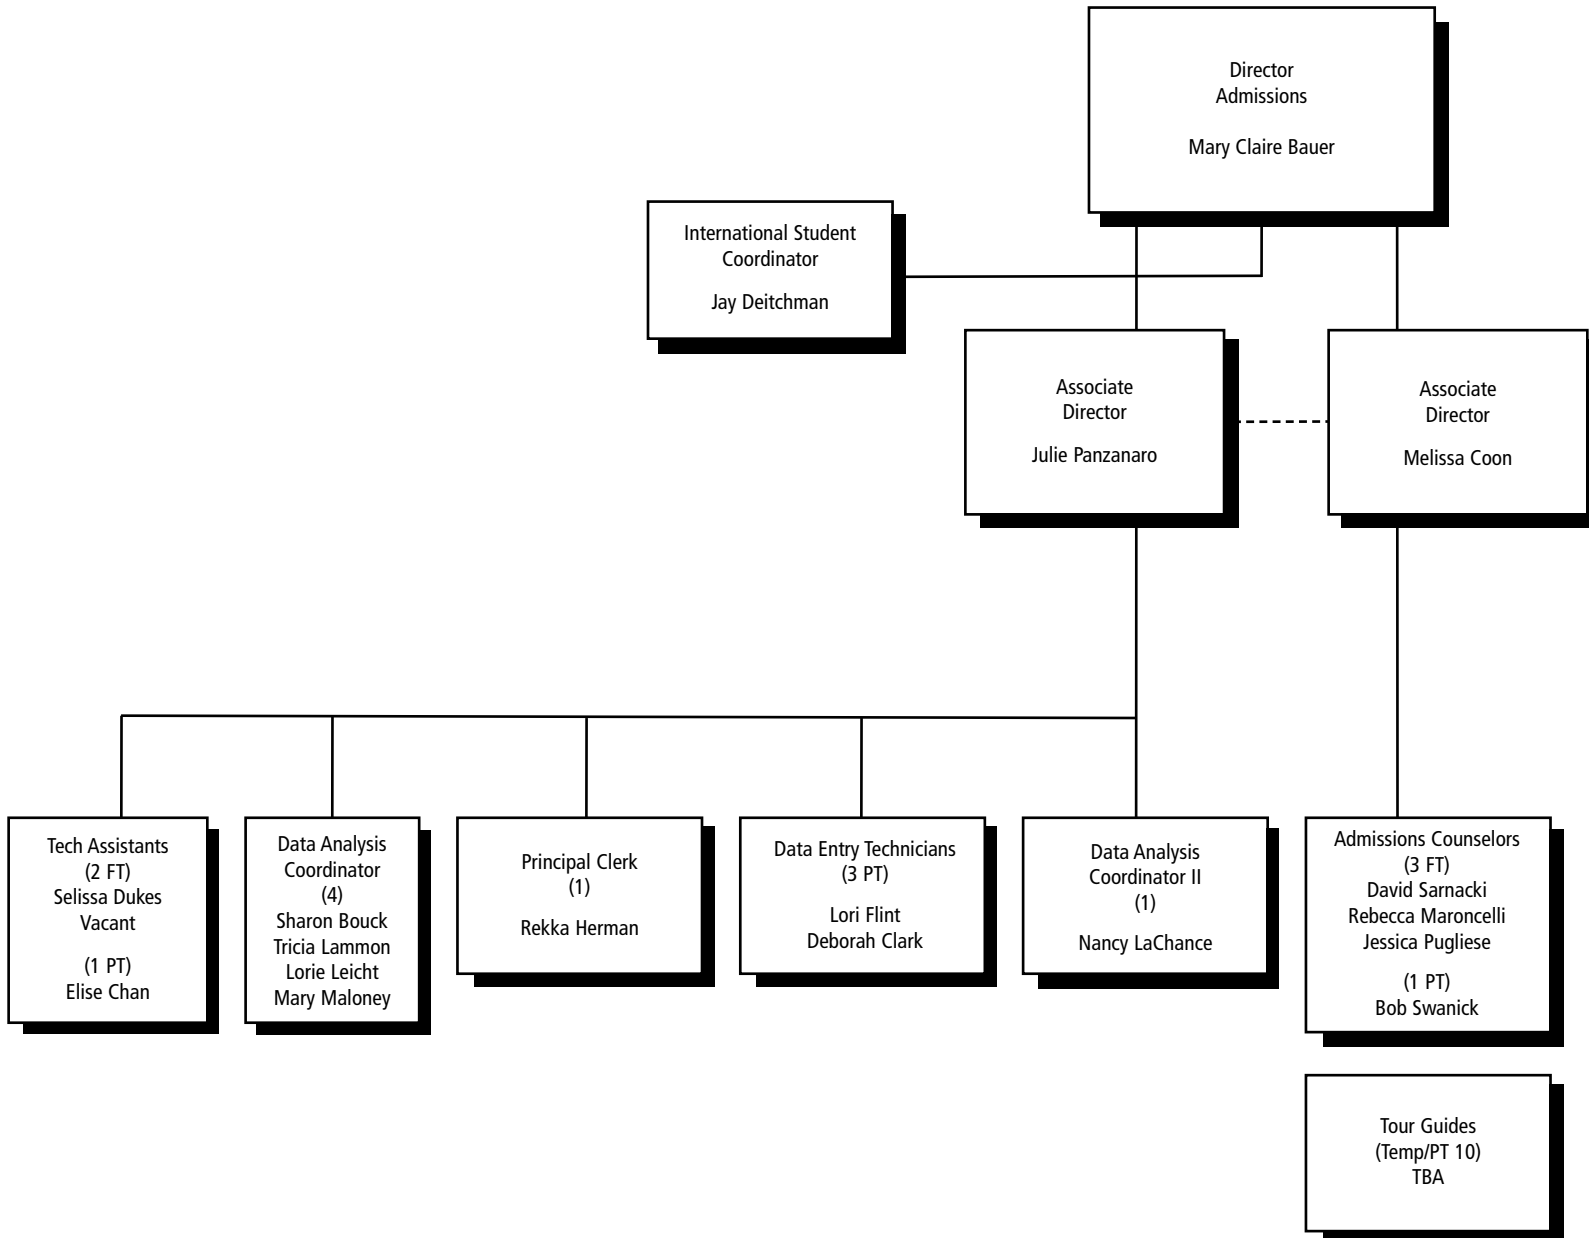 Director
Admissions
Mary Claire Bauer
International Student
Coordinator
Jay Deitchman
Associate
Director
Julie Panzanaro
Associate
Director
Melissa Coon
Tech Assistants
(2 FT)
Selissa Dukes
Vacant
(1 PT)
Elise Chan
Data Analysis
Coordinator
(4)
Sharon Bouck
Tricia Lammon
Lorie Leicht
Mary Maloney
Principal Clerk
(1)
Rekka Herman
Data Entry Technicians
(3 PT)
Lori Flint
Deborah Clark
Data Analysis
Coordinator II
(1)
Nancy LaChance
Admissions Counselors
(3 FT)
David Sarnacki
Rebecca Maroncelli
Jessica Pugliese
(1 PT)
Bob Swanick
Tour Guides
(Temp/PT 10)
TBA